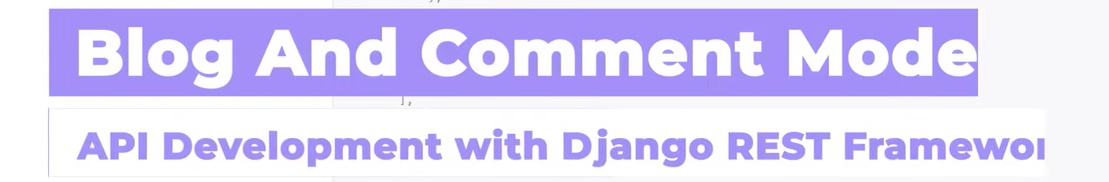 Blog And Comment Mode
],
API Development with Django REST Framewor